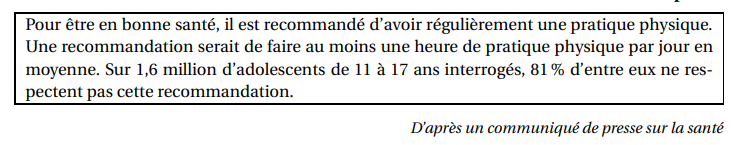 Pour être en bonne santé, il est recommandé d’avoir régulièrement une pratique physique.
Une recommandation serait de faire au moins une heure de pratique physique par jour en
moyenne. Sur 1,6 million d’adolescents de 11 à 17 ans interrogés, 81 % d’entre eux ne res-
pectent pas cette recommandation.
D’après un communiqué de presse sur la santé